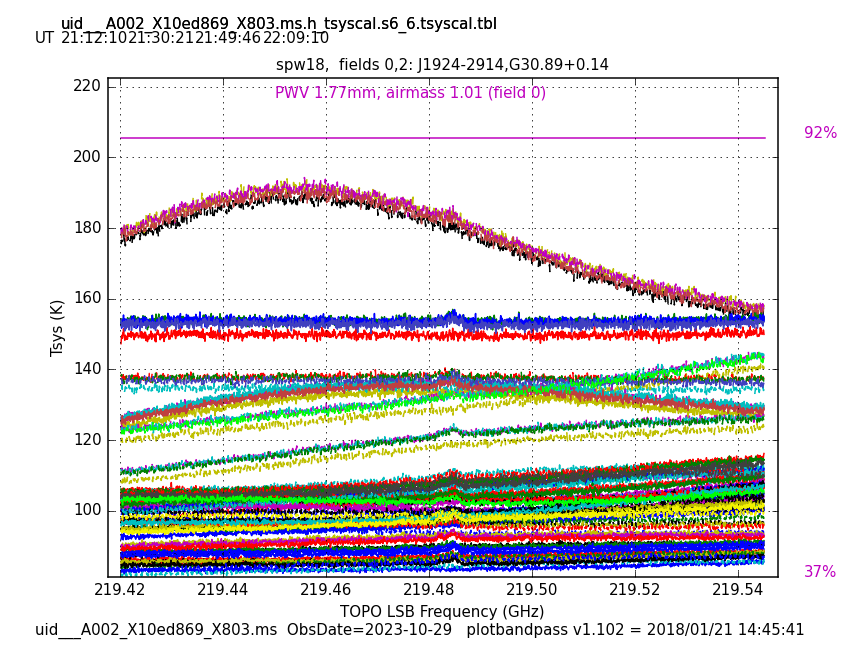 uid___A002_X10ed869_X803.ms.h_tsyscal.s6_6.tsyscal.tbl
UT 21:12:10 21:30:21 21:49:46 22:09:10
spw18, fields 0,2: J1924-2914,G30.89+0.14
PWV 1.77mm, airmass 1.01 (field 0)
220
92%
200
180
160
Tsys (K)
140
120
100
37%
219.42 219.44 219.46 219.48 219.50 219.52 219.54
TOPO LSB Frequency (GHz)
uid___A002_X10ed869_X803.ms ObsDate=2023-10-29 plotbandpass v1.102 = 2018/01/21 14:45:41